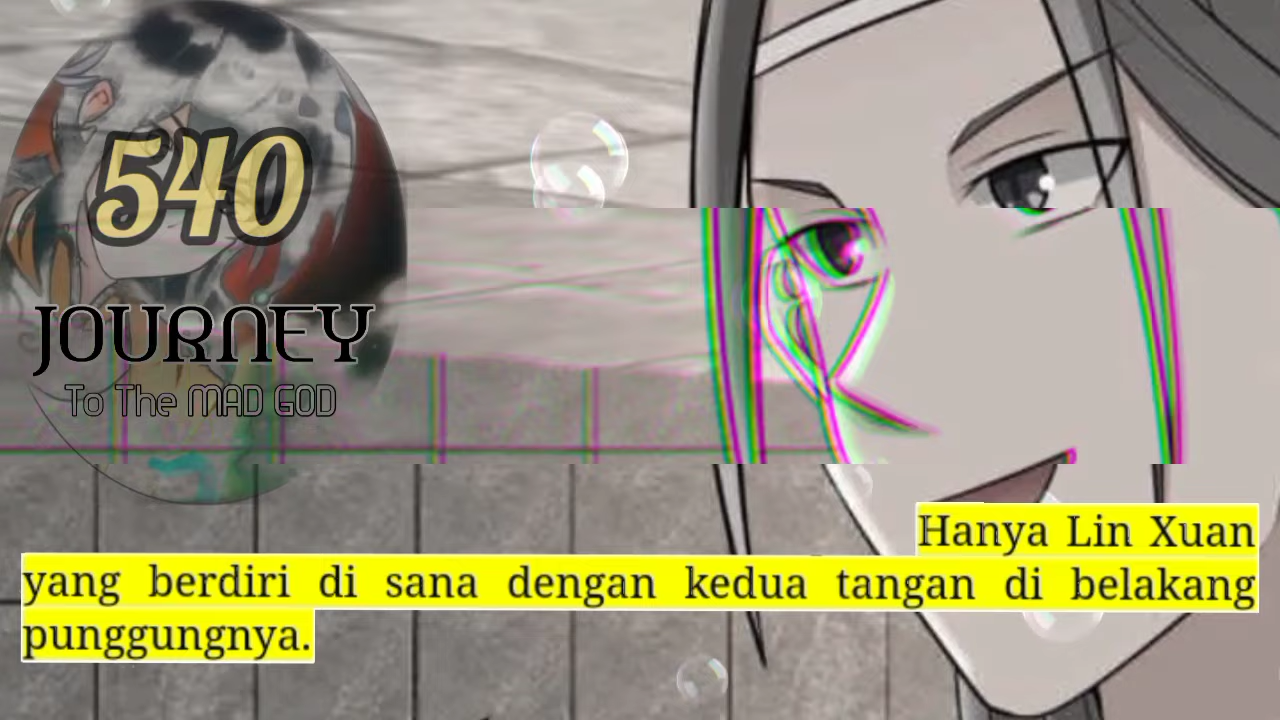 540
JOURNEY
To The MAD GOD
Hanya Lin Xuan
yang berdiri di sana dengan kedua tangan di belakang
punggungnya.